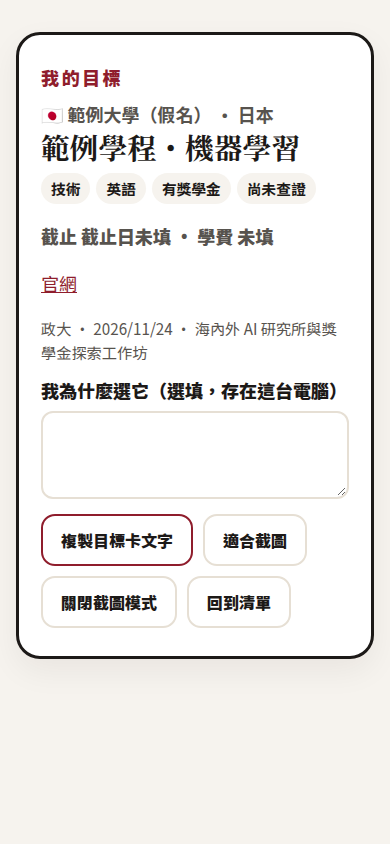 我的目標
🇯🇵 範例大學（假名） · 日本
範例學程・機器學習
技術 英語 有獎學金 尚未查證
截止 截止日未填 · 學費 未填
官網
政大 · 2026/11/24 · 海內外 AI 研究所與獎
學金探索工作坊
我為什麼選它（選填，存在這台電腦）
複製目標卡文字 適合截圖
關閉截圖模式 回到清單